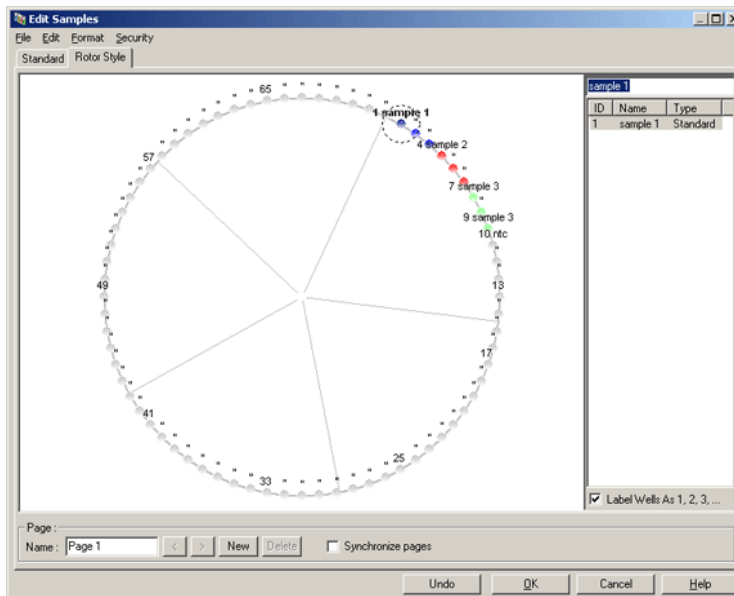 Edit Samples
File Edit Format Security
Standard Rotor Style
65
1 sample 1
sample 1
ID Name Type
1 sample 1 Standard
4 sample 2
57
7 sample 3
9 sample 3
10 ntc
49
13
17
41
25
33
Label Wells As 1, 2, 3, ...
Page :
Name : Page 1 < > New Delete Synchronize pages
Undo OK Cancel Help